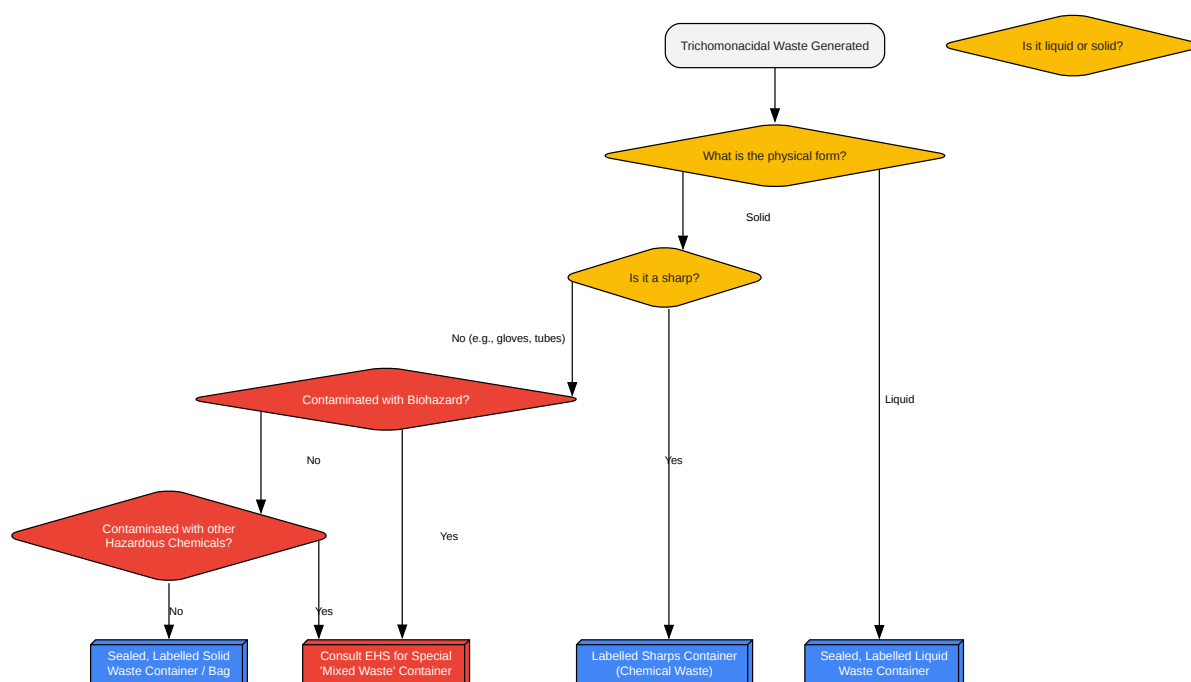 Trichomonacidal Waste Generated
Is it liquid or solid?
What is the physical form?
Solid
Is it a sharp?
No (e.g., gloves, tubes)
Contaminated with Biohazard?
Liquid
No
Yes
Contaminated with other
Hazardous Chemicals?
Yes
No
Yes
Sealed, Labelled Solid
Waste Container / Bag
Consult EHS for Special
'Mixed Waste' Container
Labelled Sharps Container
(Chemical Waste)
Sealed, Labelled Liquid
Waste Container